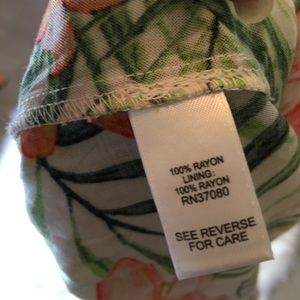 100% RAYON
LINING:
100% RAYON
RN37080
SEE REVERSE
FOR CARE